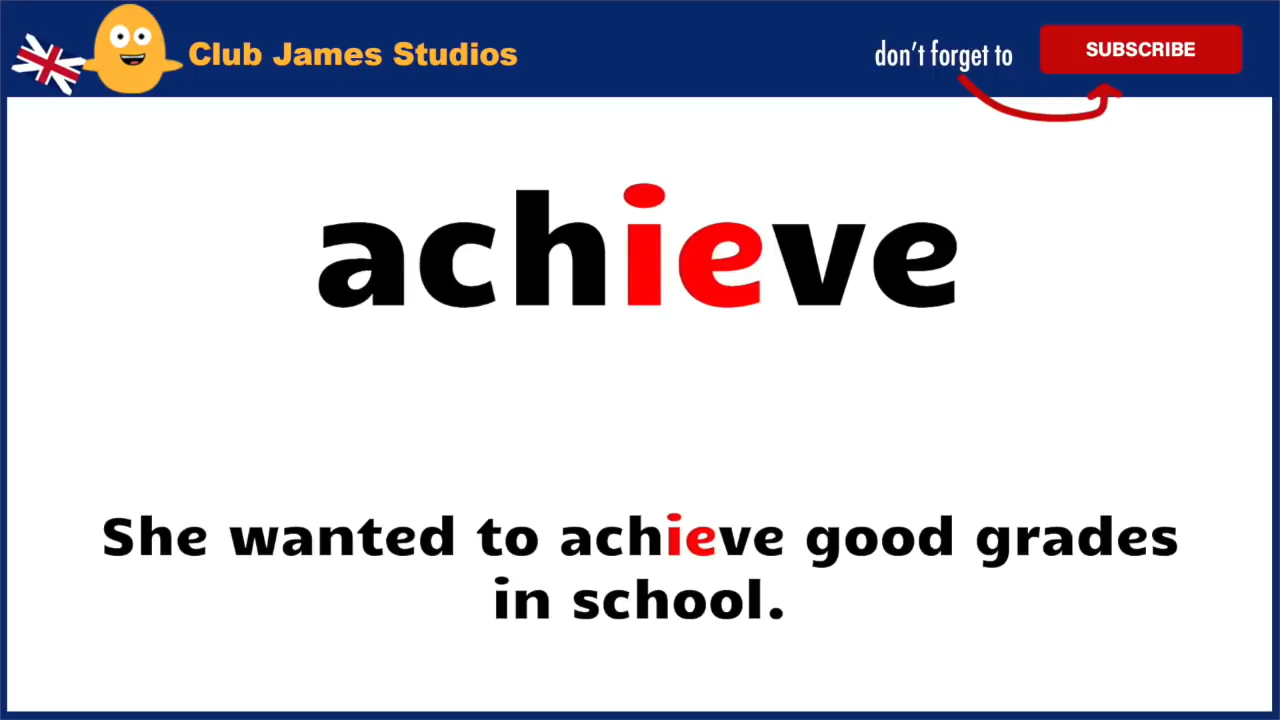 Club James Studios
don't forget to
SUBSCRIBE
achieve
She wanted to achieve good grades
in school.